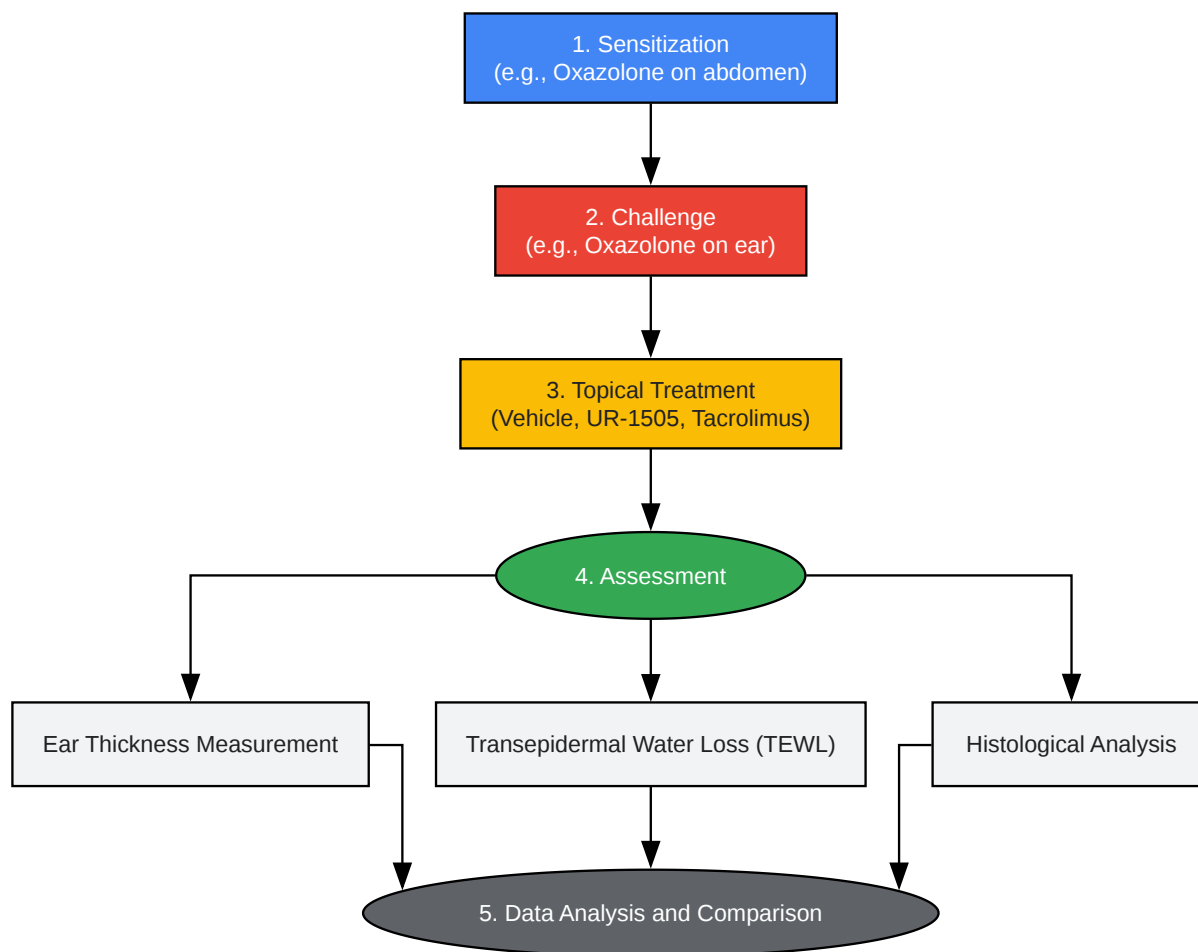 1. Sensitization
(e.g., Oxazolone on abdomen)
2. Challenge
(e.g., Oxazolone on ear)
3. Topical Treatment
(Vehicle, UR-1505, Tacrolimus)
4. Assessment
Ear Thickness Measurement
Transepidermal Water Loss (TEWL)
Histological Analysis
5. Data Analysis and Comparison